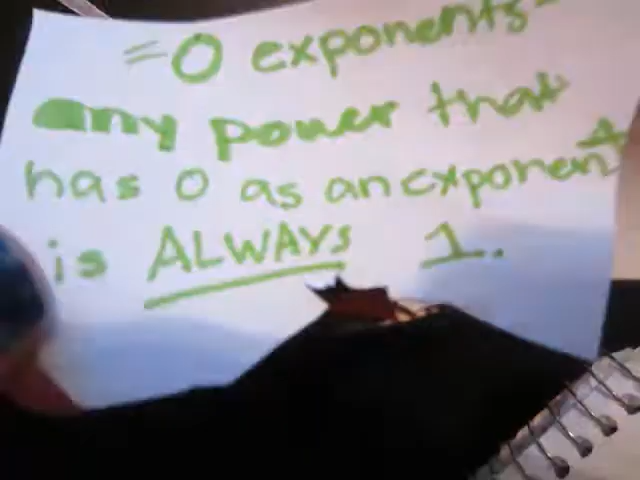 =0 exponents-
any power that
has 0 as an exponent
is ALWAYS 1.